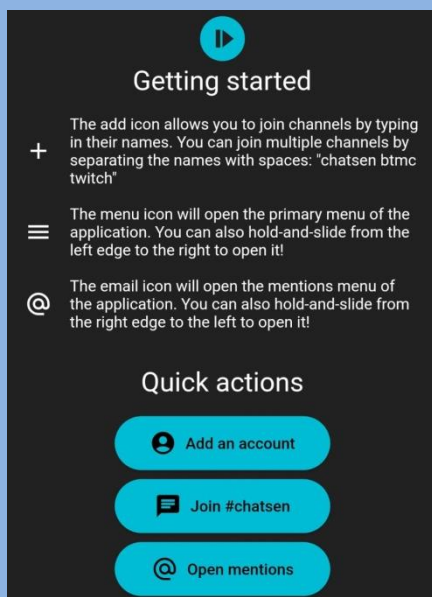 Getting started
The add icon allows you to join channels by typing
in their names. You can join multiple channels by
separating the names with spaces: "chatsen btmc
twitch"
The menu icon will open the primary menu of the
application. You can also hold-and-slide from the
left edge to the right to open it!
The email icon will open the mentions menu of
the application. You can also hold-and-slide from
the right edge to the left to open it!
Quick actions
Add an account
Join #chatsen
Open mentions